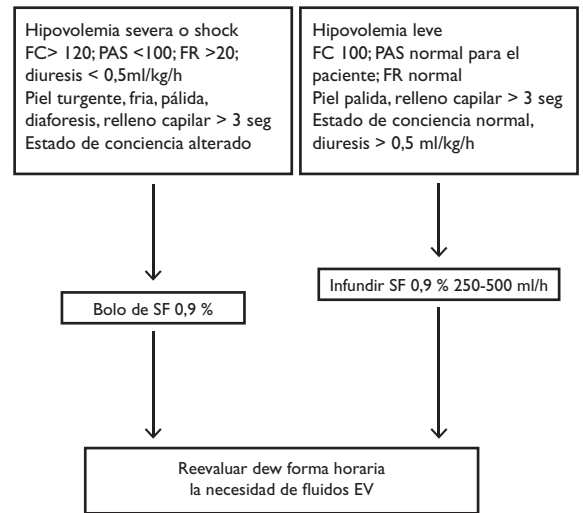 Hipovolemia severa o shock
FC> 120; PAS <100; FR >20;
diuresis < 0,5ml/kg/h
Piel turgente, fria, pálida,
diaforesis, relleno capilar > 3 seg
Estado de conciencia alterado
Hipovolemia leve
FC 100; PAS normal para el
paciente; FR normal
Piel palida, relleno capilar > 3 seg
Estado de conciencia normal,
diuresis > 0,5 ml/kg/h
Bolo de SF 0,9 %
Infundir SF 0,9 % 250-500 ml/h
Reevaluar dew forma horaria
la necesidad de fluidos EV